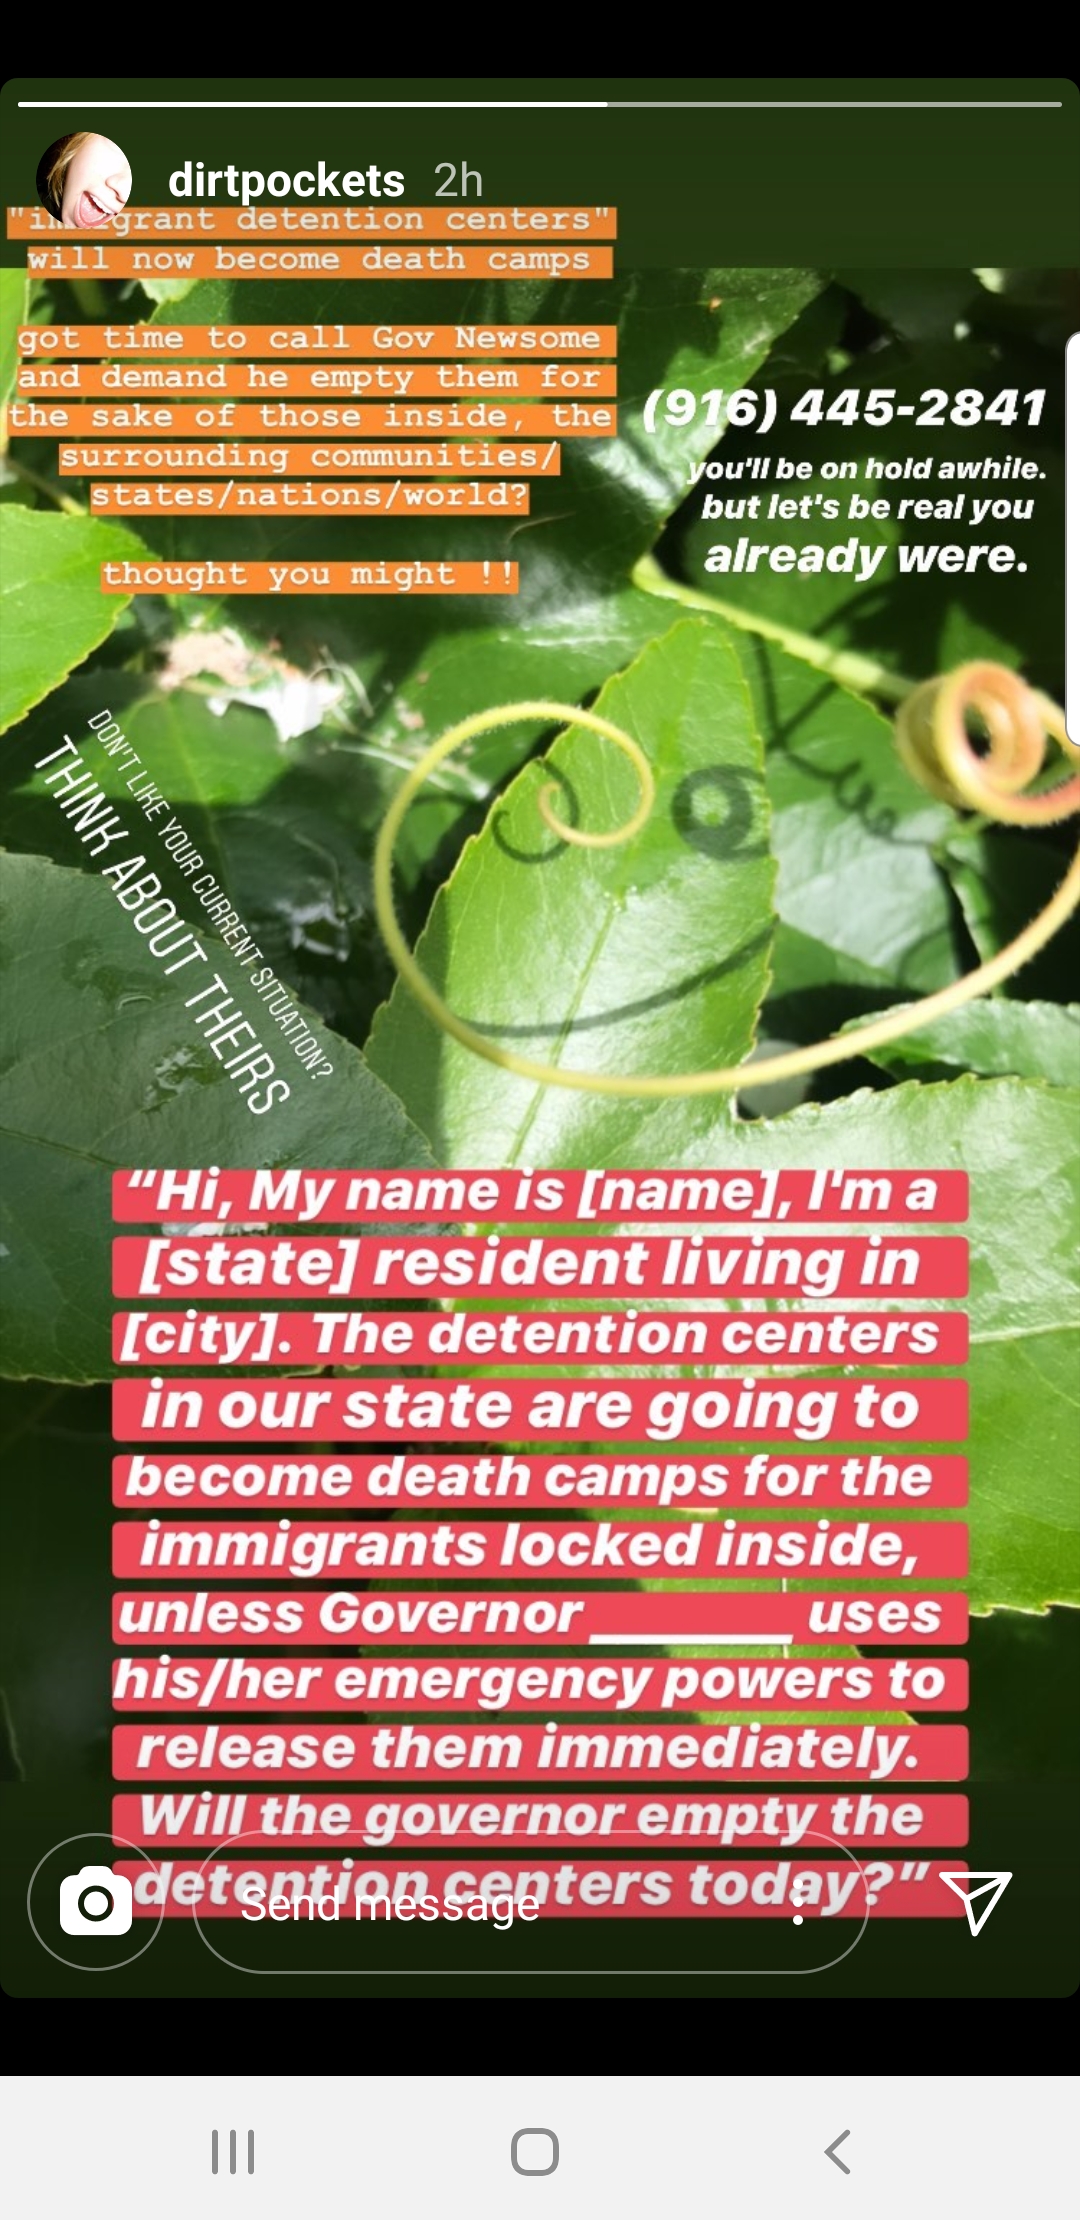 dirtpockets 2h
"immigrant detention centers"
will now become death camps
got time to call Gov Newsome
and demand he empty them for
the sake of those inside, the
surrounding communities/
states/nations/world?
thought you might !!
(916) 445-2841
you'll be on hold awhile.
but let's be real you
already were.
DON'T LIKE YOUR CURRENT SITUATION?
THINK ABOUT THEIRS
“Hi, My name is [name], I'm a
[state] resident living in
[city]. The detention centers
in our state are going to
become death camps for the
immigrants locked inside,
unless Governor ________ uses
his/her emergency powers to
release them immediately.
Will the governor empty the
detention centers today?”
Send message